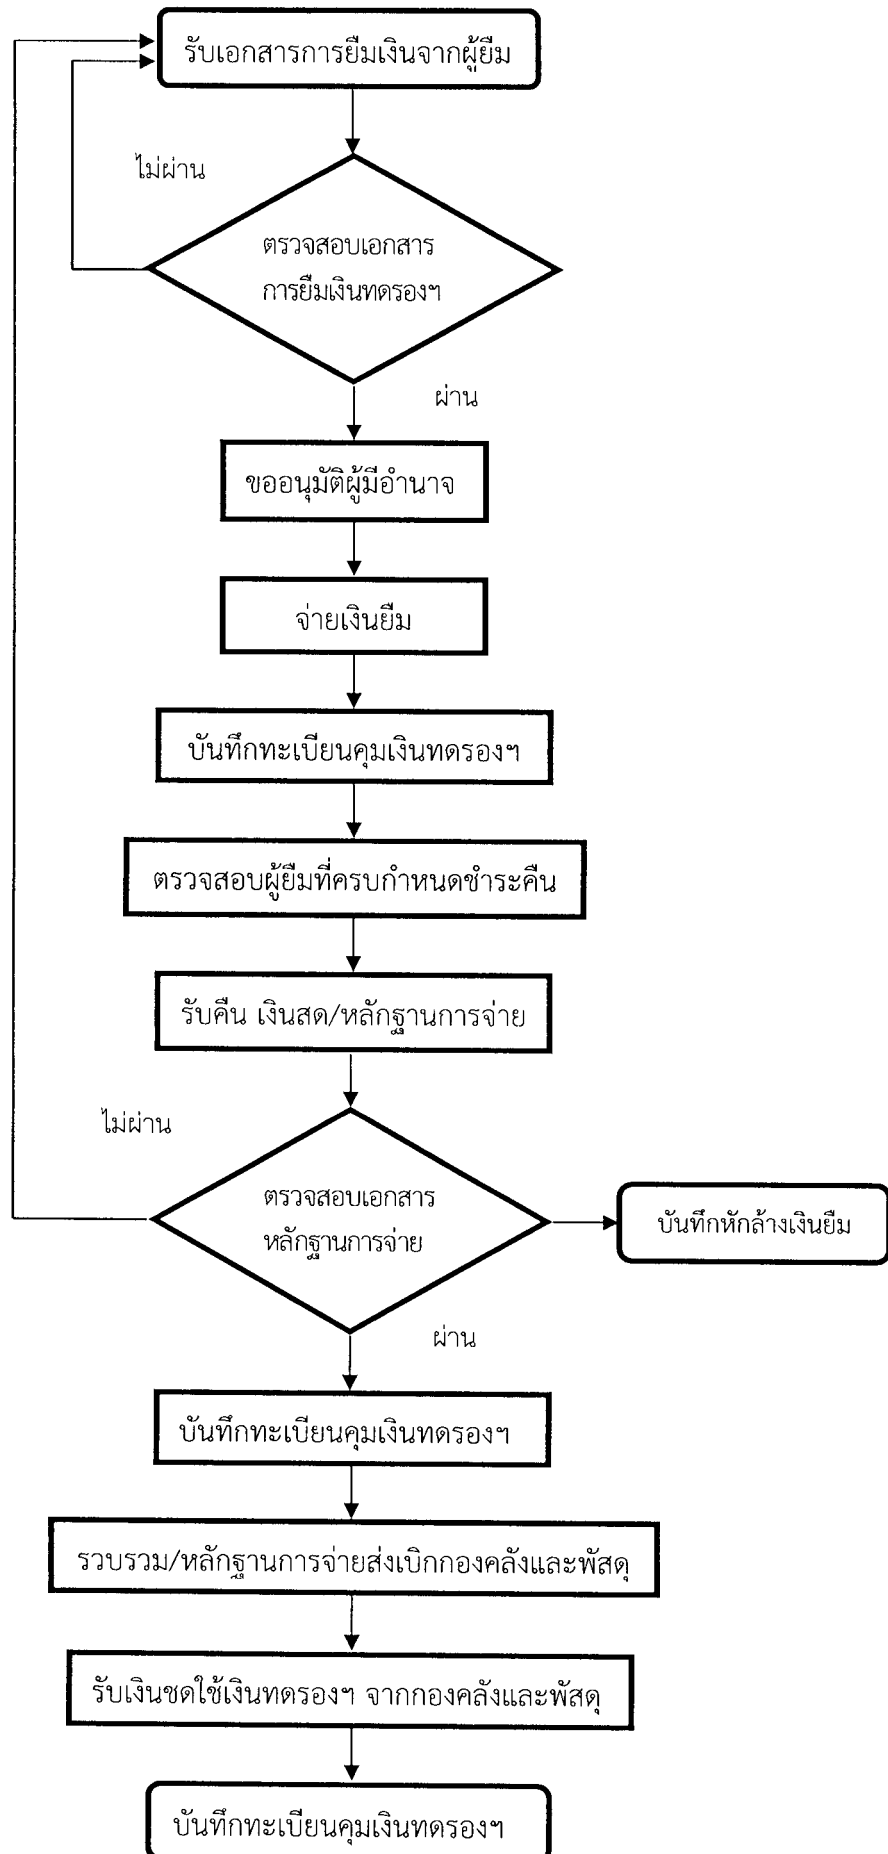 รับเอกสารการยืมเงินจากผู้ยืม
ไม่ผ่าน
ตรวจสอบเอกสาร
การยืมเงินทดรองฯ
ผ่าน
ขออนุมัติผู้มีอำนาจ
จ่ายเงินยืม
บันทึกทะเบียนคุมเงินทดรองฯ
ตรวจสอบผู้ยืมที่ครบกำหนดชำระคืน
รับคืน เงินสด/หลักฐานการจ่าย
ไม่ผ่าน
ตรวจสอบเอกสาร
หลักฐานการจ่าย
บันทึกหักล้างเงินยืม
ผ่าน
บันทึกทะเบียนคุมเงินทดรองฯ
รวบรวม/หลักฐานการจ่ายส่งเบิกกองคลังและพัสดุ
รับเงินชดใช้เงินทดรองฯ จากกองคลังและพัสดุ
บันทึกทะเบียนคุมเงินทดรองฯ